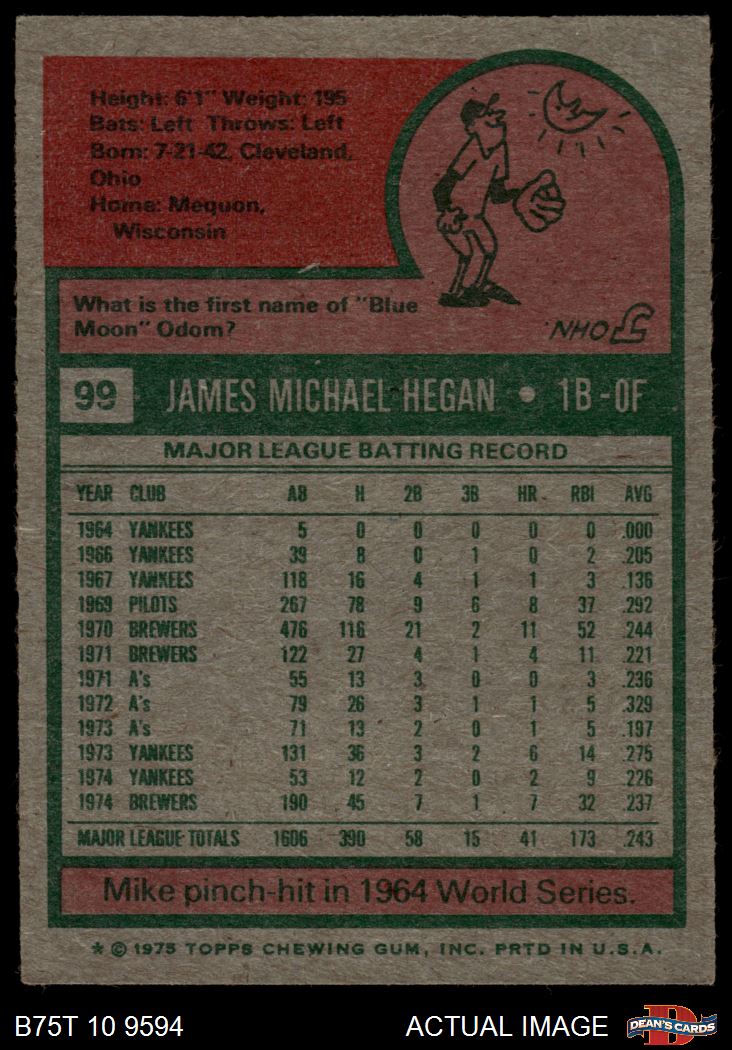 Height: 6'1" Weight: 195
Bats: Left Throws: Left
Born: 7-21-42, Cleveland,
Ohio
Home: Mequon,
Wisconsin
What is the first name of "Blue
Moon" Odom?
JOHN
99 JAMES MICHAEL HEGAN • 1B-OF
MAJOR LEAGUE BATTING RECORD
YEAR CLUB AB H 2B 3B HR RBI AVG
1964 YANKEES 5 0 0 0 0 0 .000
1966 YANKEES 39 8 0 1 0 2 .205
1967 YANKEES 118 16 4 1 1 3 .136
1969 PILOTS 267 78 9 6 8 37 .292
1970 BREWERS 476 116 21 2 11 52 .244
1971 BREWERS 122 27 4 1 4 11 .221
1971 A's 55 13 3 0 0 3 .236
1972 A's 79 26 3 1 1 5 .329
1973 A's 71 13 2 0 1 5 .197
1973 YANKEES 131 36 3 2 6 14 .275
1974 YANKEES 53 12 2 0 2 9 .226
1974 BREWERS 190 45 7 1 7 32 .237
MAJOR LEAGUE TOTALS 1606 390 58 15 41 173 .243
Mike pinch-hit in 1964 World Series.
* © 1975 TOPPS CHEWING GUM, INC. PRTD IN U.S.A.
B75T 10 9594 ACTUAL IMAGE DEAN'S CARDS